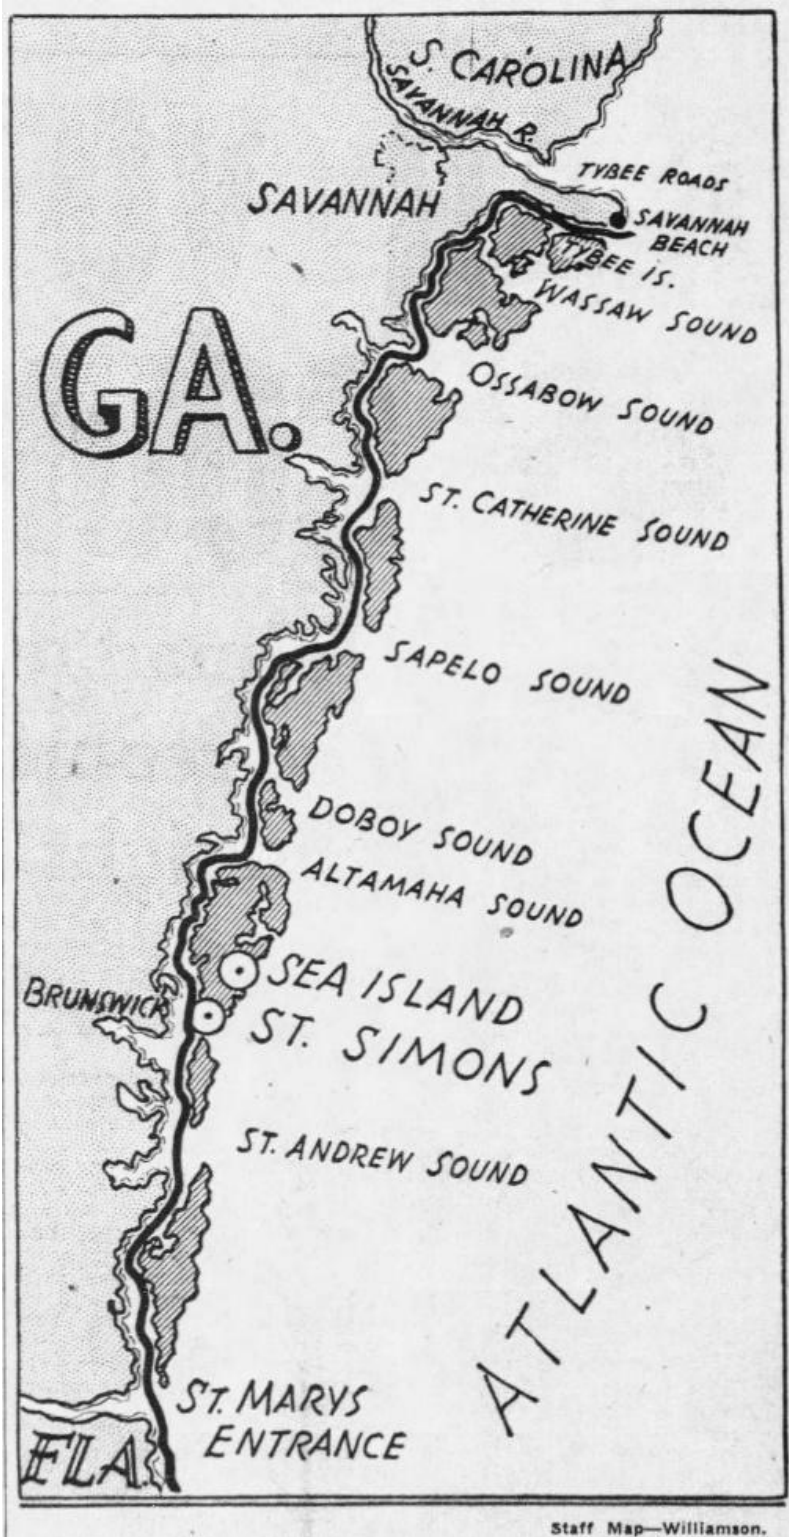 S. CAROLINA
SAVANNAH R.
TYBEE ROADS
SAVANNAH
SAVANNAH
BEACH
TYBEE IS.
WASSAW SOUND
GA.
OSSABOW SOUND
ST. CATHERINE SOUND
SAPELO SOUND
DOBOY SOUND
ALTAMAHA SOUND
SEA ISLAND
BRUNSWICK
ST. SIMONS
ATLANTIC OCEAN
ST. ANDREW SOUND
ST. MARYS
ENTRANCE
FLA.
Staff Map—Williamson.